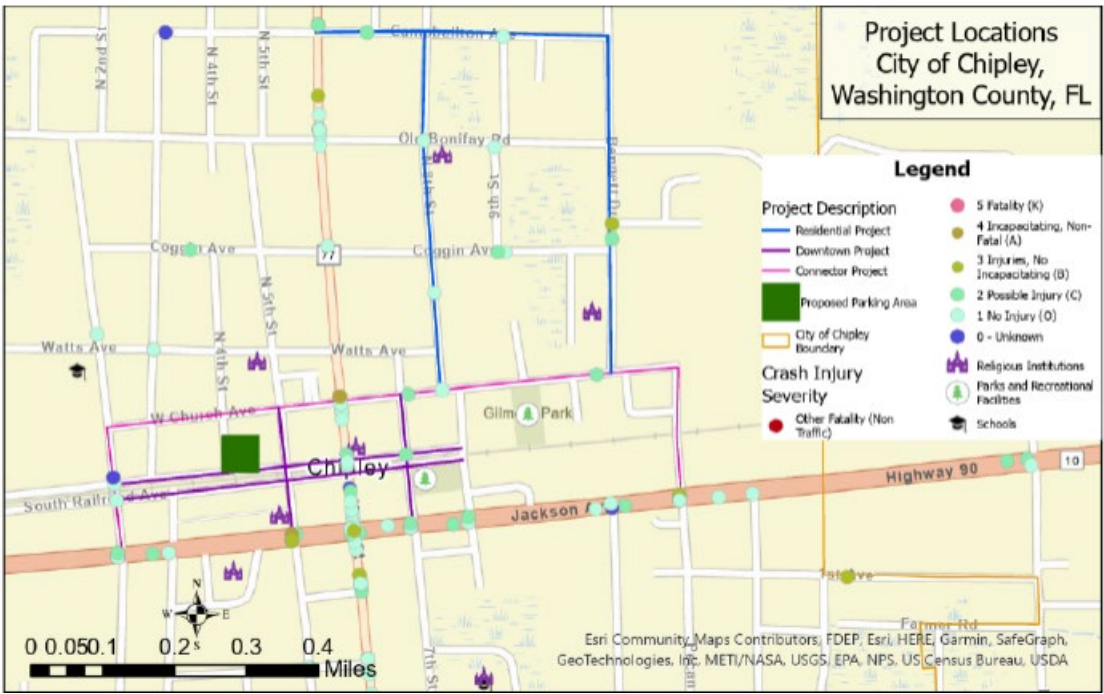 Project Locations
City of Chipley,
Washington County, FL
Legend
Project Description
Residential Project
Downtown Project
Connector Project
Proposed Parking Area
City of Chipley
Boundary
Crash Injury
Severity
Other Fatality (Non
Traffic)
5 Fatality (K)
4 Incapacitating, Non-
Fatal (A)
3 Injuries, No
Incapacitating (B)
2 Possible Injury (C)
1 No Injury (O)
0 - Unknown
Religious Institutions
Parks and Recreational
Facilities
Schools
N 2nd St
N 4th St
N 5th St
Campbellton Ave
Old Bonifay Rd
N 8th St
9th St
Bennett Dr
Coggin Ave
77
Coggin Ave
N 5th St
N 4th St
Watts Ave
Watts Ave
W Church Ave
Gilmore Park
Chipley
South Railroad Ave
Jackson A
Highway 90
10
1st Ave
Farmer Rd
7th St
N
W E
S
0 0.050.1 0.2 0.3 0.4
Miles
Esri Community Maps Contributors, FDEP, Esri, HERE, Garmin, SafeGraph,
GeoTechnologies, Inc, METI/NASA, USGS, EPA, NPS, US Census Bureau, USDA